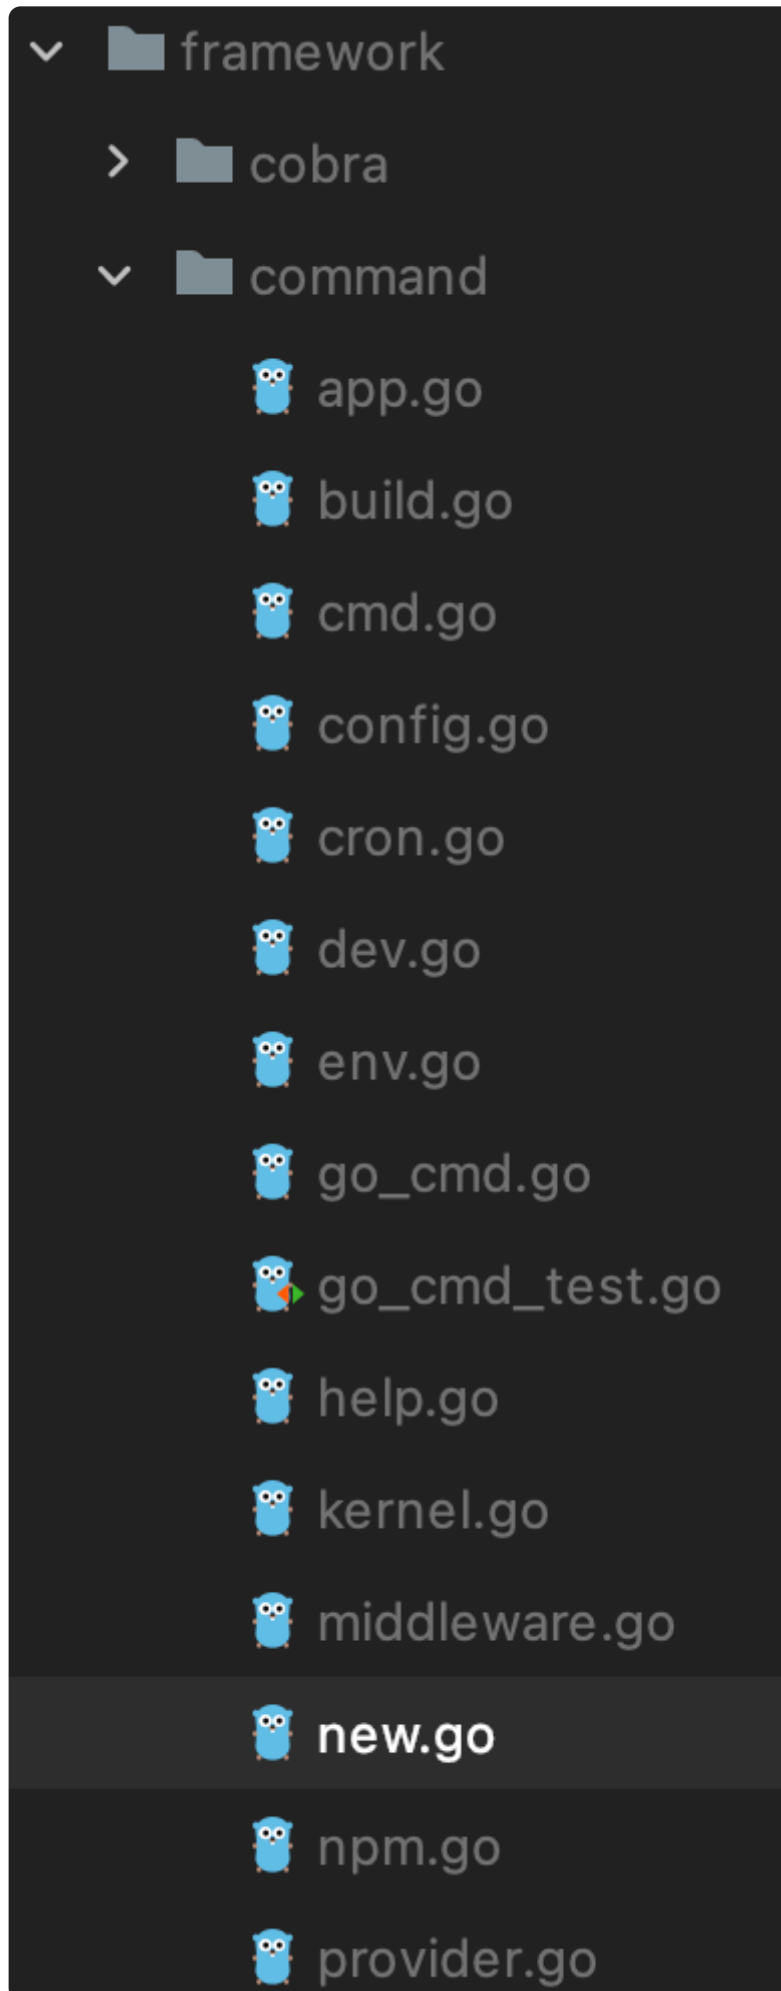 framework
cobra
command
app.go
build.go
cmd.go
config.go
cron.go
dev.go
env.go
go_cmd.go
go_cmd_test.go
help.go
kernel.go
middleware.go
new.go
npm.go
provider.go